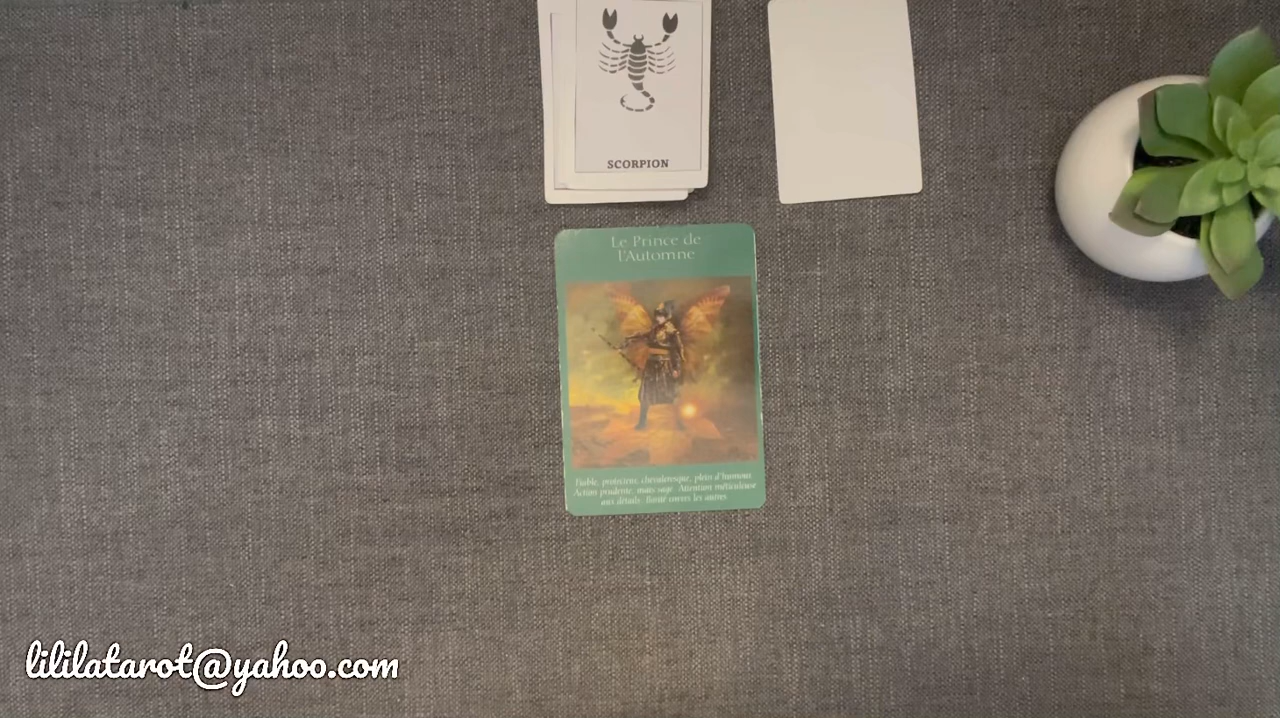 SCORPION
Le Prince de
l'Automne
Fiable, protecteur, chevaleresque, plein d'humour.
Action prudente, mais sage. Attention méticuleuse
aux détails. Bonté envers les autres.
lililatarot@yahoo.com